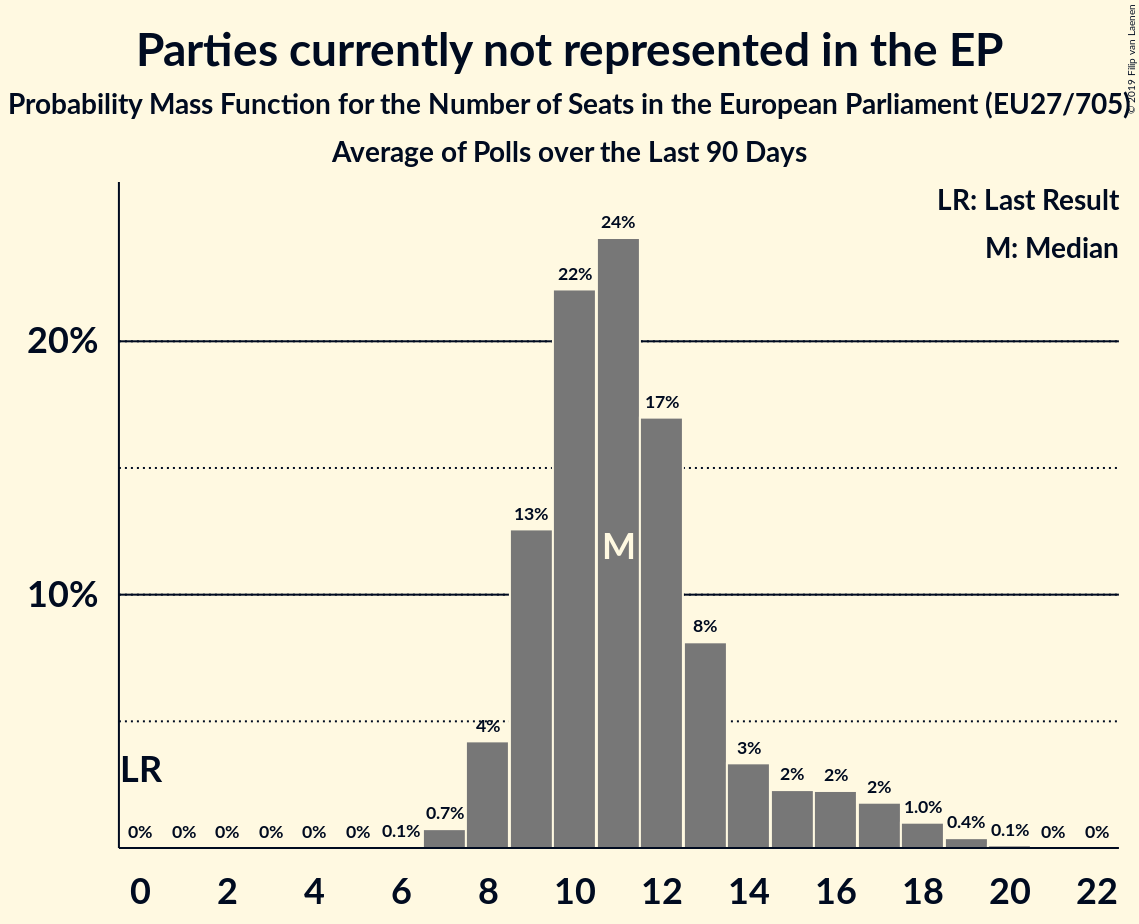 Parties currently not represented in the EP
Probability Mass Function for the Number of Seats in the European Parliament (EU27/705)
Average of Polls over the Last 90 Days
© 2019 Filip van Laenen
LR: Last Result
M: Median
20%
10%
24%
22%
17%
13%
M
8%
4%
3%
2%
2%
2%
1.0%
0.7%
0.4%
LR
0%
0%
0%
0%
0%
0%
0.1%
0.1%
0%
0%
0 2 4 6 8 10 12 14 16 18 20 22